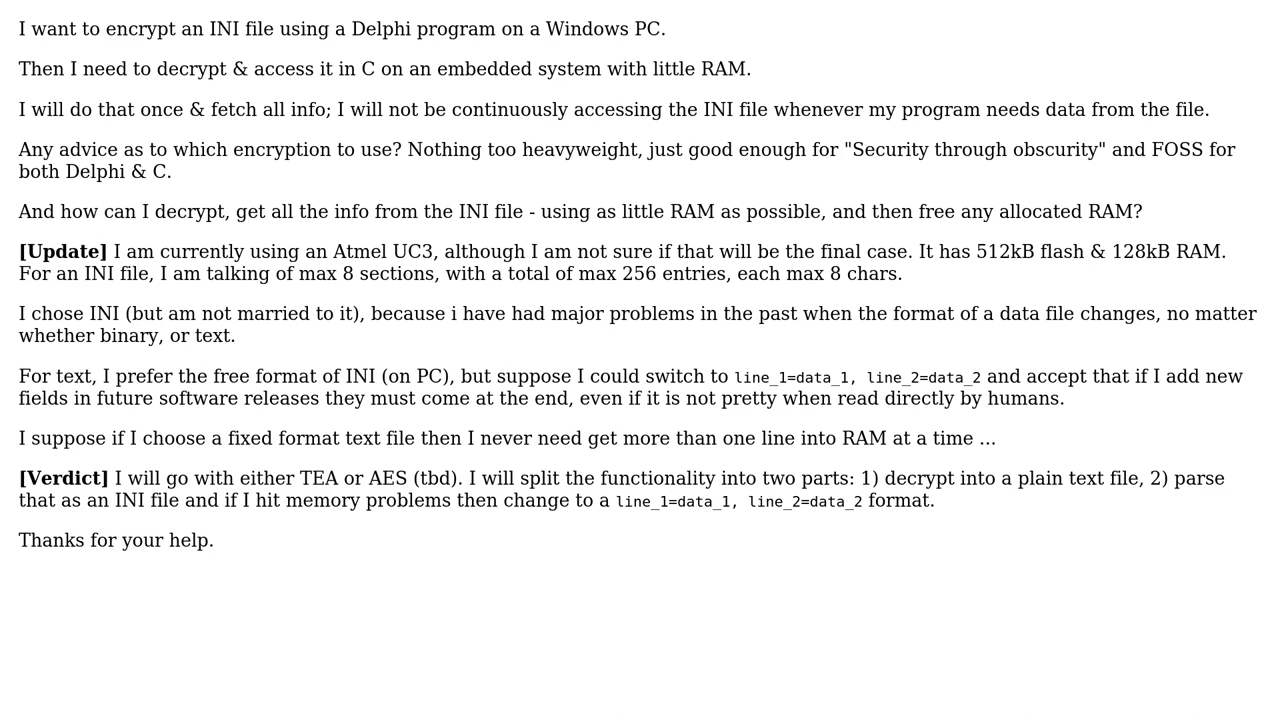 I want to encrypt an INI file using a Delphi program on a Windows PC.
Then I need to decrypt & access it in C on an embedded system with little RAM.
I will do that once & fetch all info; I will not be continuously accessing the INI file whenever my program needs data from the file.
Any advice as to which encryption to use? Nothing too heavyweight, just good enough for "Security through obscurity" and FOSS for
both Delphi & C.
And how can I decrypt, get all the info from the INI file - using as little RAM as possible, and then free any allocated RAM?
[Update] I am currently using an Atmel UC3, although I am not sure if that will be the final case. It has 512kB flash & 128kB RAM.
For an INI file, I am talking of max 8 sections, with a total of max 256 entries, each max 8 chars.
I chose INI (but am not married to it), because i have had major problems in the past when the format of a data file changes, no matter
whether binary, or text.
For text, I prefer the free format of INI (on PC), but suppose I could switch to line_1=data_1, line_2=data_2 and accept that if I add new
fields in future software releases they must come at the end, even if it is not pretty when read directly by humans.
I suppose if I choose a fixed format text file then I never need get more than one line into RAM at a time ...
[Verdict] I will go with either TEA or AES (tbd). I will split the functionality into two parts: 1) decrypt into a plain text file, 2) parse
that as an INI file and if I hit memory problems then change to a line_1=data_1, line_2=data_2 format.
Thanks for your help.